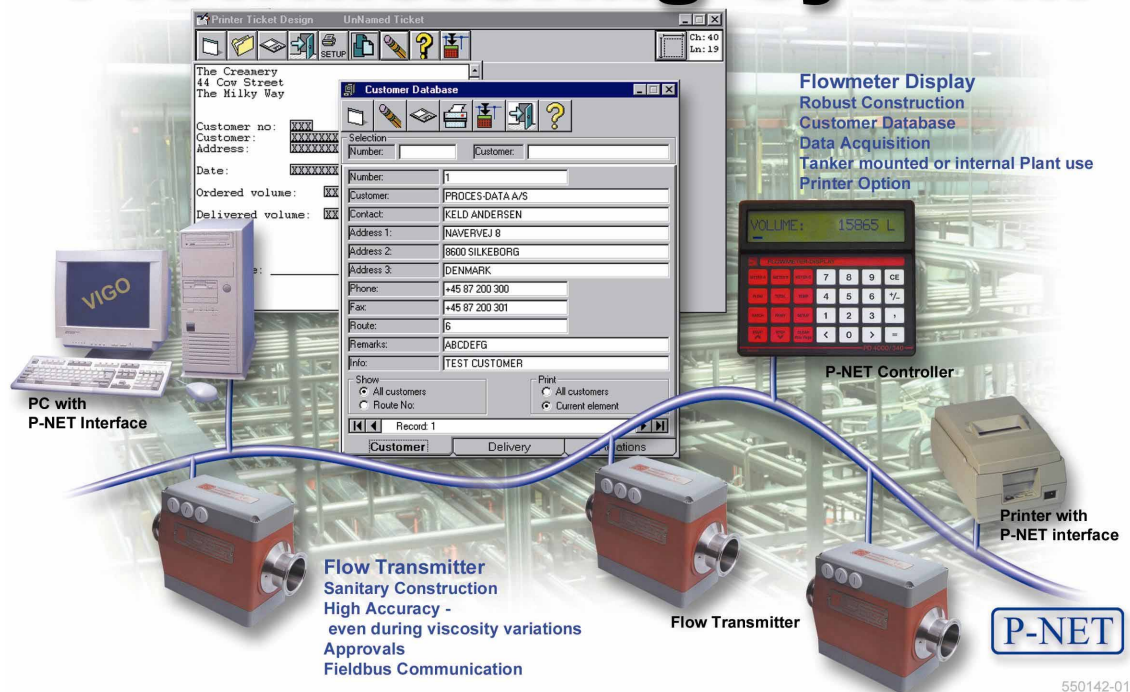 Printer Ticket Design UnNamed Ticket
SETUP
Ch: 40
Ln: 19
The Creamery
44 Cow Street
The Milky Way
Customer no: XXX
Customer: XXXXXXX
Address: XXXXXXX
Date: XXXXXXX
Ordered volume: XX
Delivered volume: XX
Customer Database
Selection
Number: Customer:
Number: 1
Customer: PROCES-DATA A/S
Contact: KELD ANDERSEN
Address 1: NAVERVEJ 8
Address 2: 8600 SILKEBORG
Address 3: DENMARK
Phone: +45 87 200 300
Fax: +45 87 200 301
Route: 6
Remarks: ABCDEFG
Info: TEST CUSTOMER
Show Print
All customers All customers
Route No: Current element
Record: 1
Customer Delivery
Flowmeter Display
Robust Construction
Customer Database
Data Acquisition
Tanker mounted or internal Plant use
Printer Option
VOLUME: 15865 L
7 8 9 CE
4 5 6 +/-
1 2 3 ,
< 0 > =
P-NET Controller
VIGO
PC with
P-NET Interface
Printer with
P-NET interface
Flow Transmitter
Sanitary Construction
High Accuracy -
even during viscosity variations
Approvals
Fieldbus Communication
Flow Transmitter
P-NET
550142-01